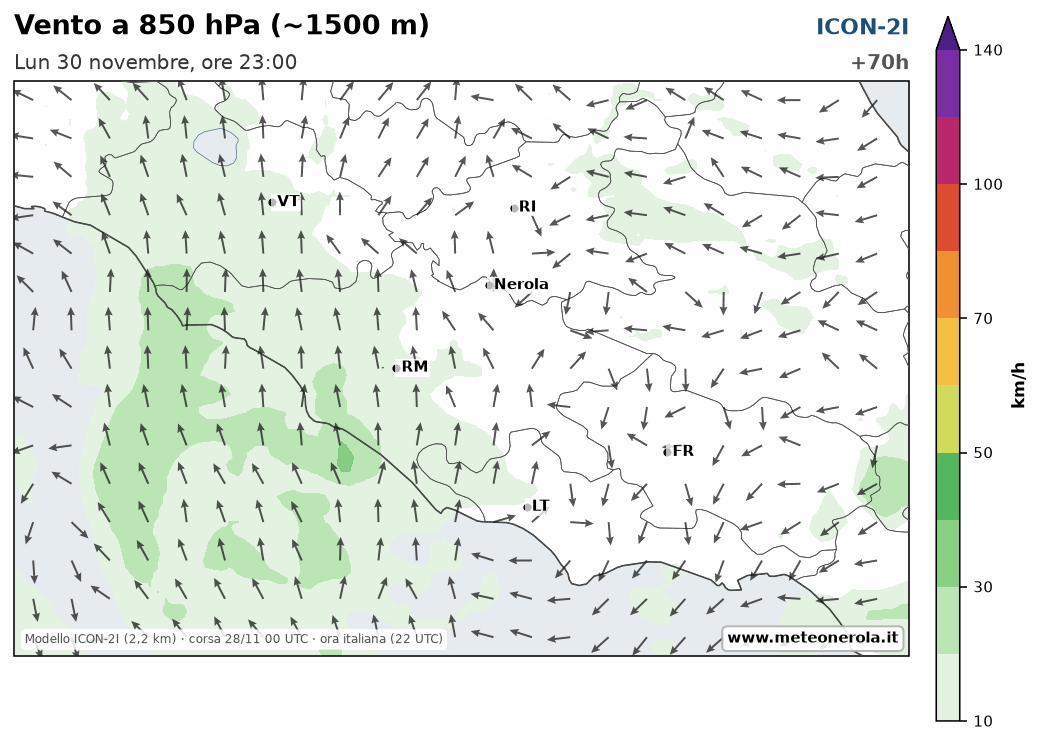 Vento a 850 hPa (~1500 m)
ICON-2I
Lun 30 novembre, ore 23:00
+70h
140
100
70
50
30
10
km/h
VT
RI
Nerola
RM
FR
LT
Modello ICON-2I (2,2 km) · corsa 28/11 00 UTC · ora italiana (22 UTC)
www.meteonerola.it